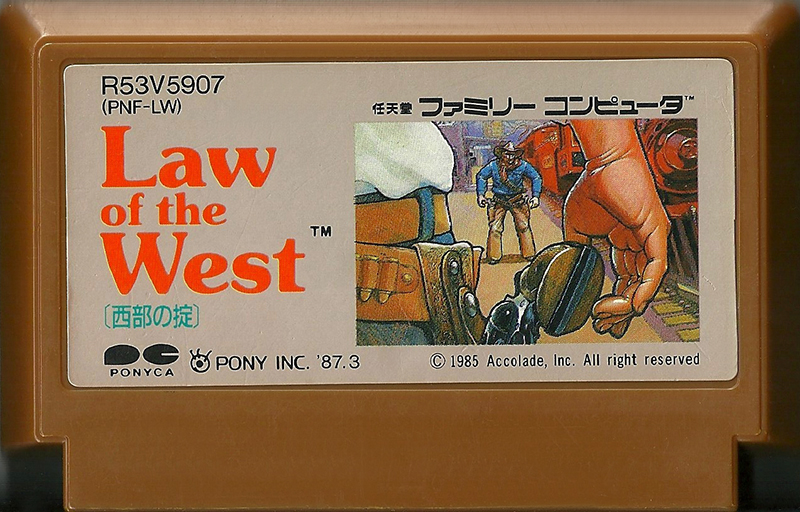 R53V5907
(PNF-LW)
任天堂 ファミリー コンピュータ™
Law
of the
West™
〔西部の掟〕
PONYCA
PONY INC. '87.3
© 1985 Accolade, Inc. All right reserved